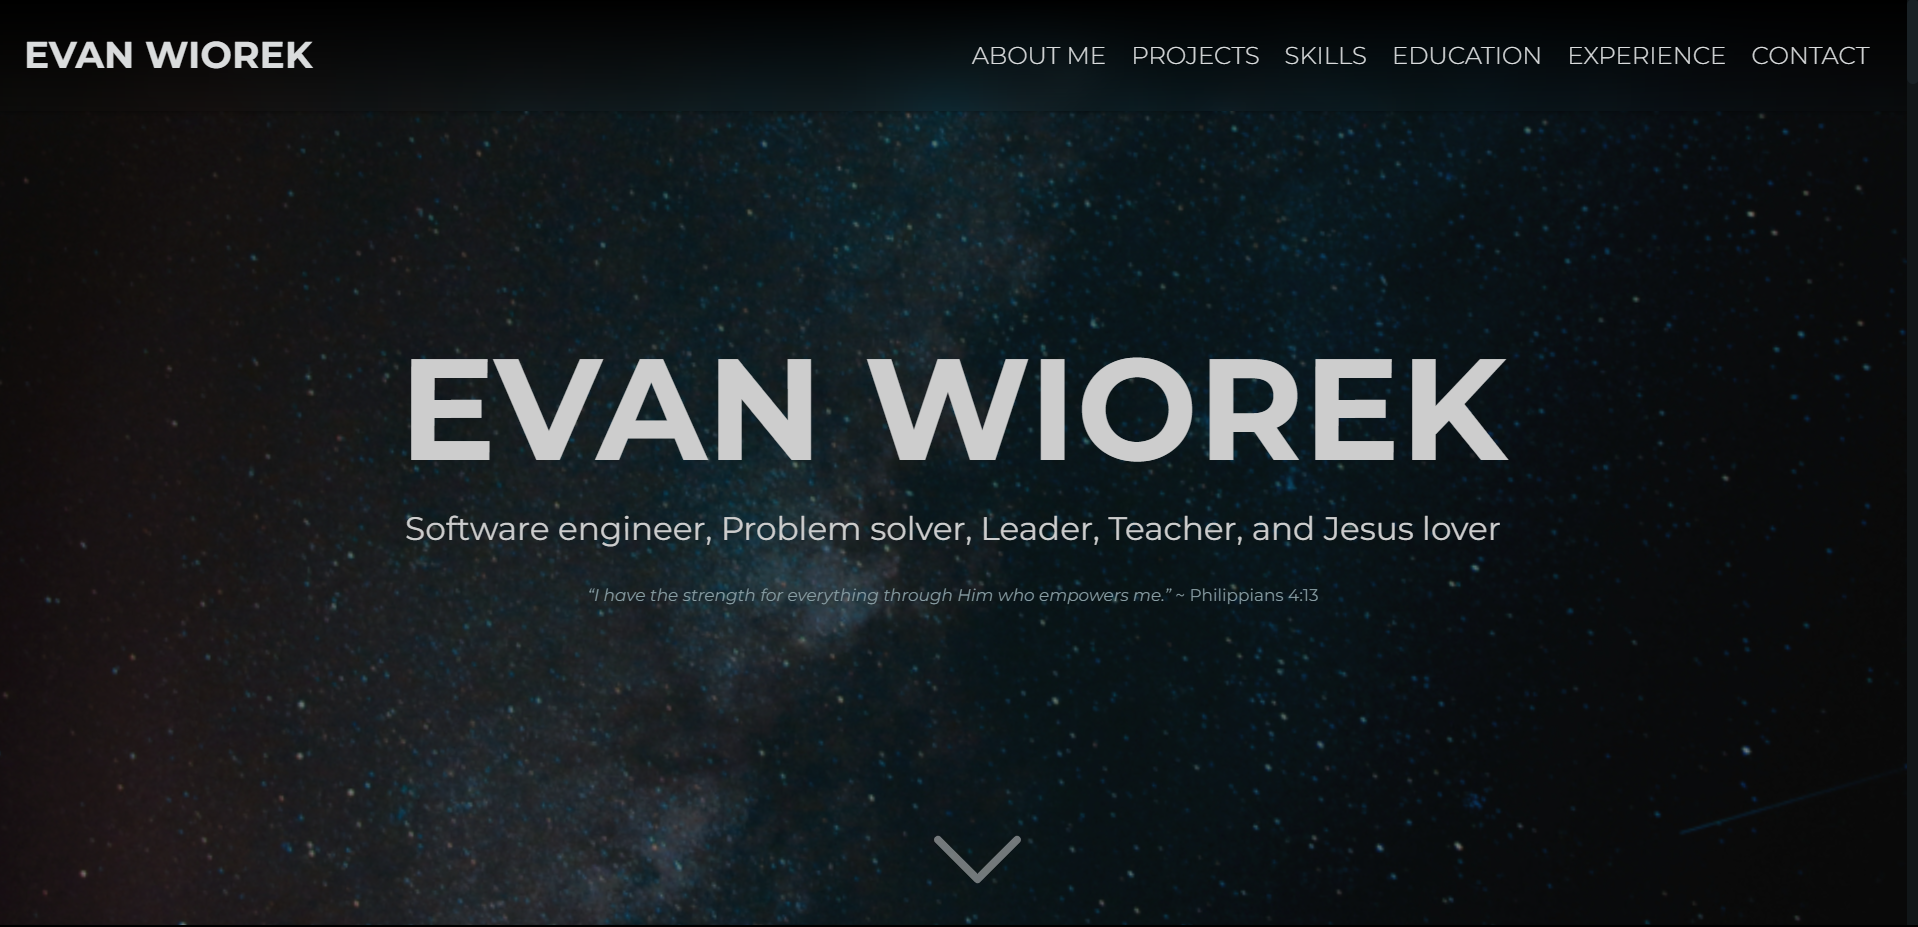 EVAN WIOREK
ABOUT ME PROJECTS SKILLS EDUCATION EXPERIENCE CONTACT
EVAN WIOREK
Software engineer, Problem solver, Leader, Teacher, and Jesus lover
“I have the strength for everything through Him who empowers me.” ~ Philippians 4:13